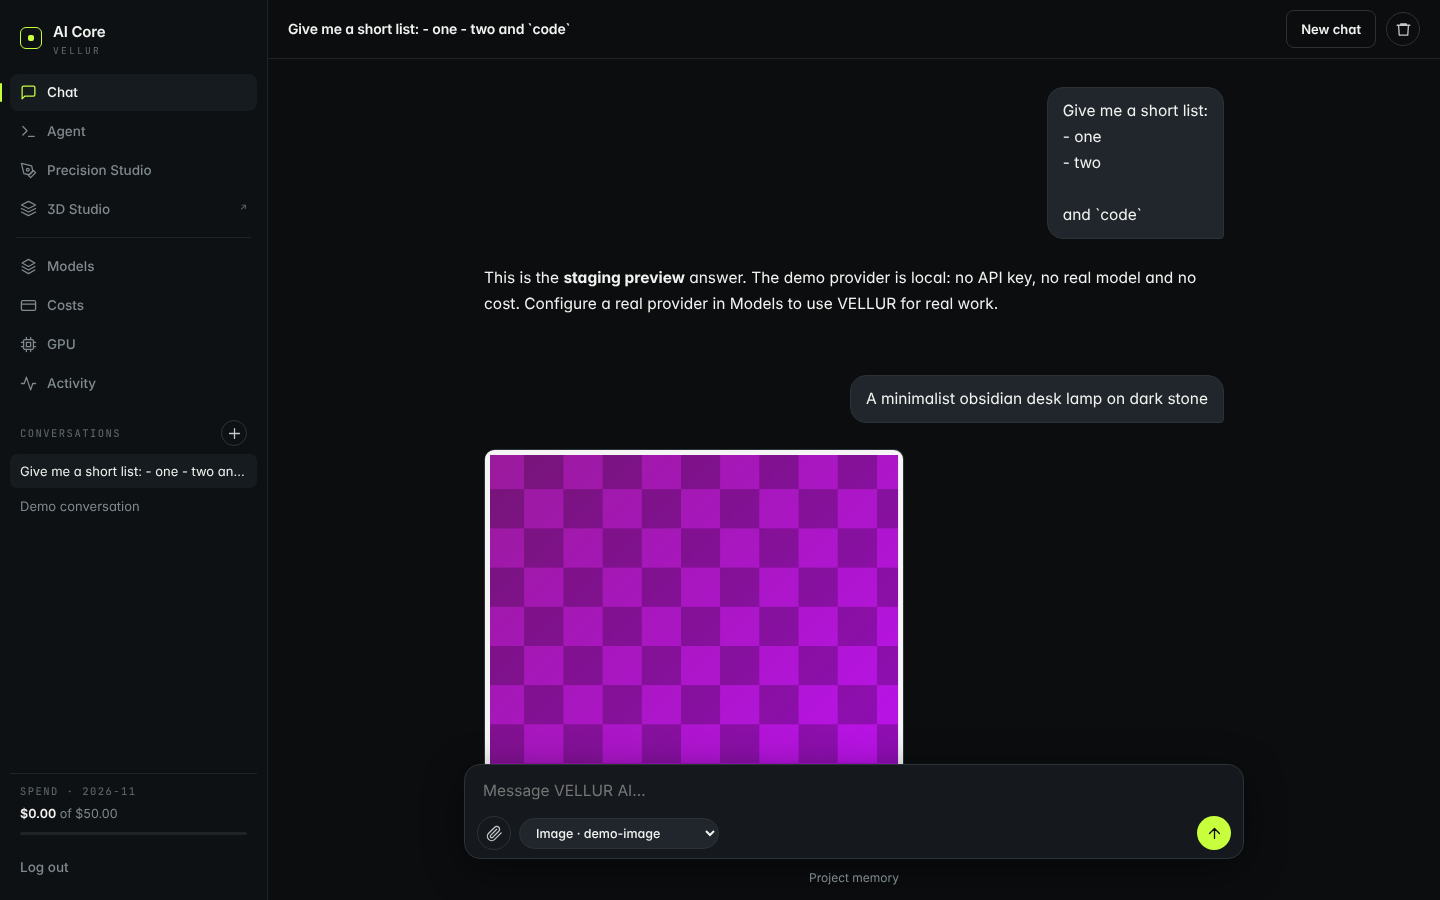 AI Core
VELLUR
Chat
Agent
Precision Studio
3D Studio
Models
Costs
GPU
Activity
CONVERSATIONS
Give me a short list: - one - two an...
Demo conversation
SPEND · 2026-11
$0.00 of $50.00
Log out
Give me a short list: - one - two and `code`
New chat
Give me a short list:
- one
- two
and `code`
This is the staging preview answer. The demo provider is local: no API key, no real model and no
cost. Configure a real provider in Models to use VELLUR for real work.
A minimalist obsidian desk lamp on dark stone
Message VELLUR AI...
Image · demo-image
Project memory